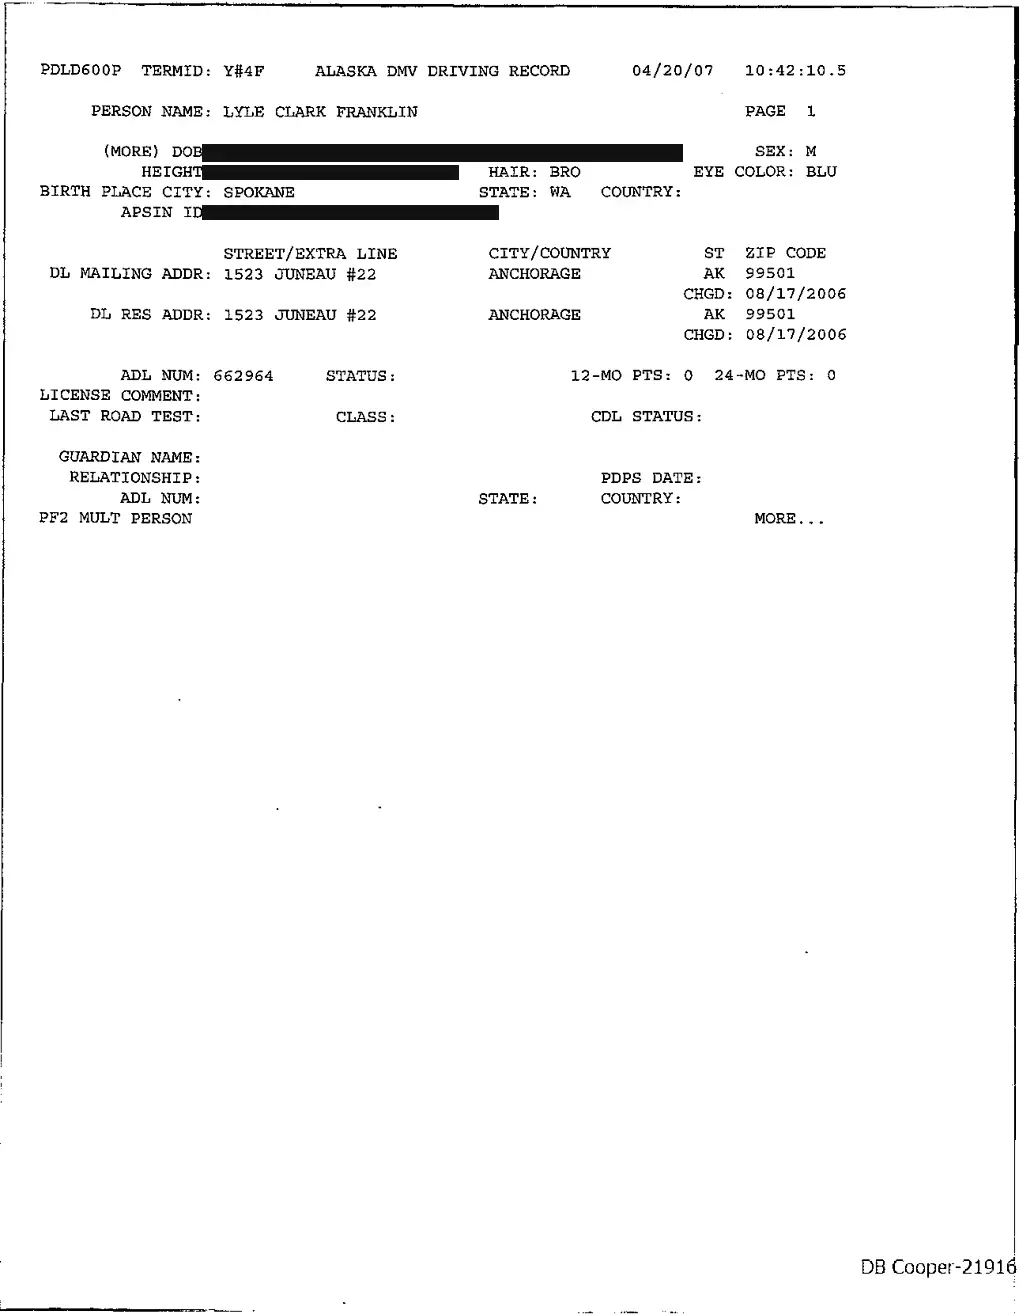 PDLD600P TERMID: Y#4F ALASKA DMV DRIVING RECORD 04/20/07 10:42:10.5
PERSON NAME: LYLE CLARK FRANKLIN PAGE 1
(MORE) DOB SEX: M
HEIGHT HAIR: BRO EYE COLOR: BLU
BIRTH PLACE CITY: SPOKANE STATE: WA COUNTRY:
APSIN ID
STREET/EXTRA LINE CITY/COUNTRY ST ZIP CODE
DL MAILING ADDR: 1523 JUNEAU #22 ANCHORAGE AK 99501
CHGD: 08/17/2006
DL RES ADDR: 1523 JUNEAU #22 ANCHORAGE AK 99501
CHGD: 08/17/2006
ADL NUM: 662964 STATUS: 12-MO PTS: 0 24-MO PTS: 0
LICENSE COMMENT:
LAST ROAD TEST: CLASS: CDL STATUS:
GUARDIAN NAME:
RELATIONSHIP: PDPS DATE:
ADL NUM: STATE: COUNTRY:
PF2 MULT PERSON MORE...
DB Cooper-21916